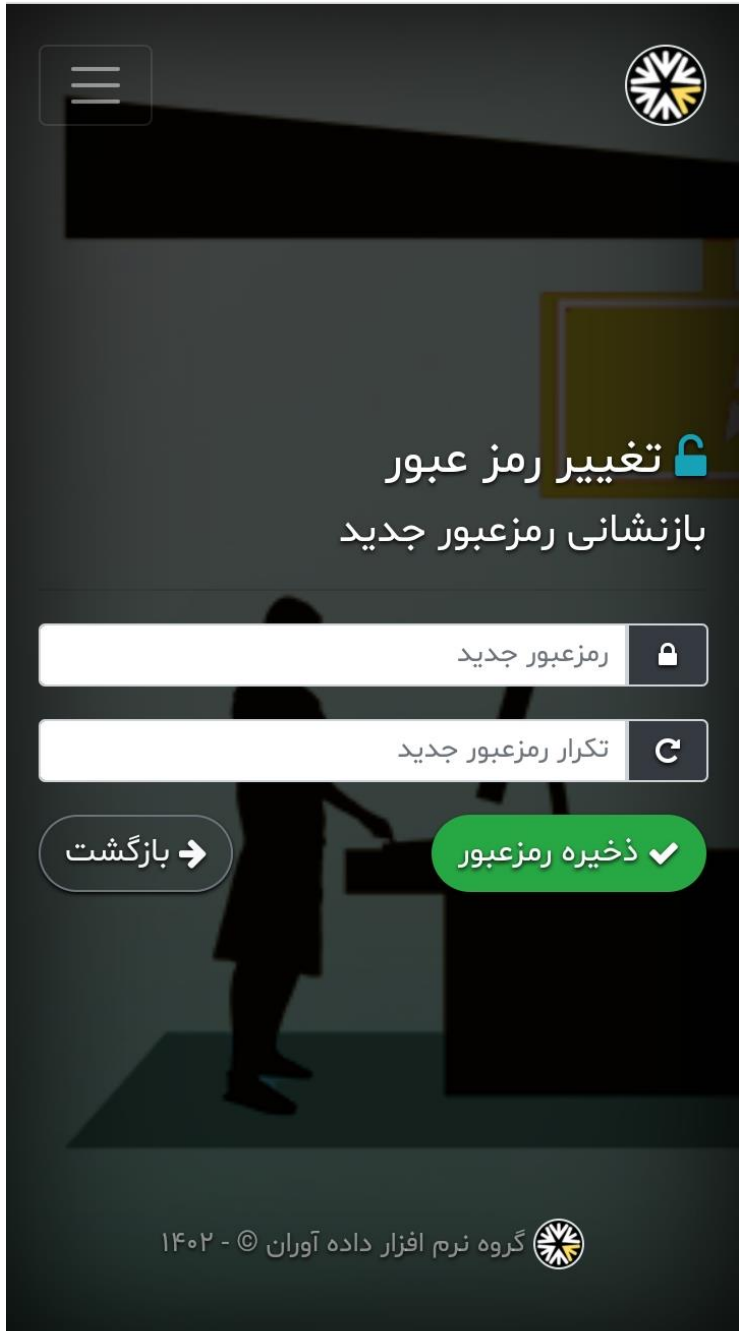 تغییر رمز عبور
بازنشانی رمزعبور جدید
رمزعبور جدید
تکرار رمزعبور جدید
ذخیره رمزعبور
بازگشت
گروه نرم افزار داده آوران © - ۱۴۰۲